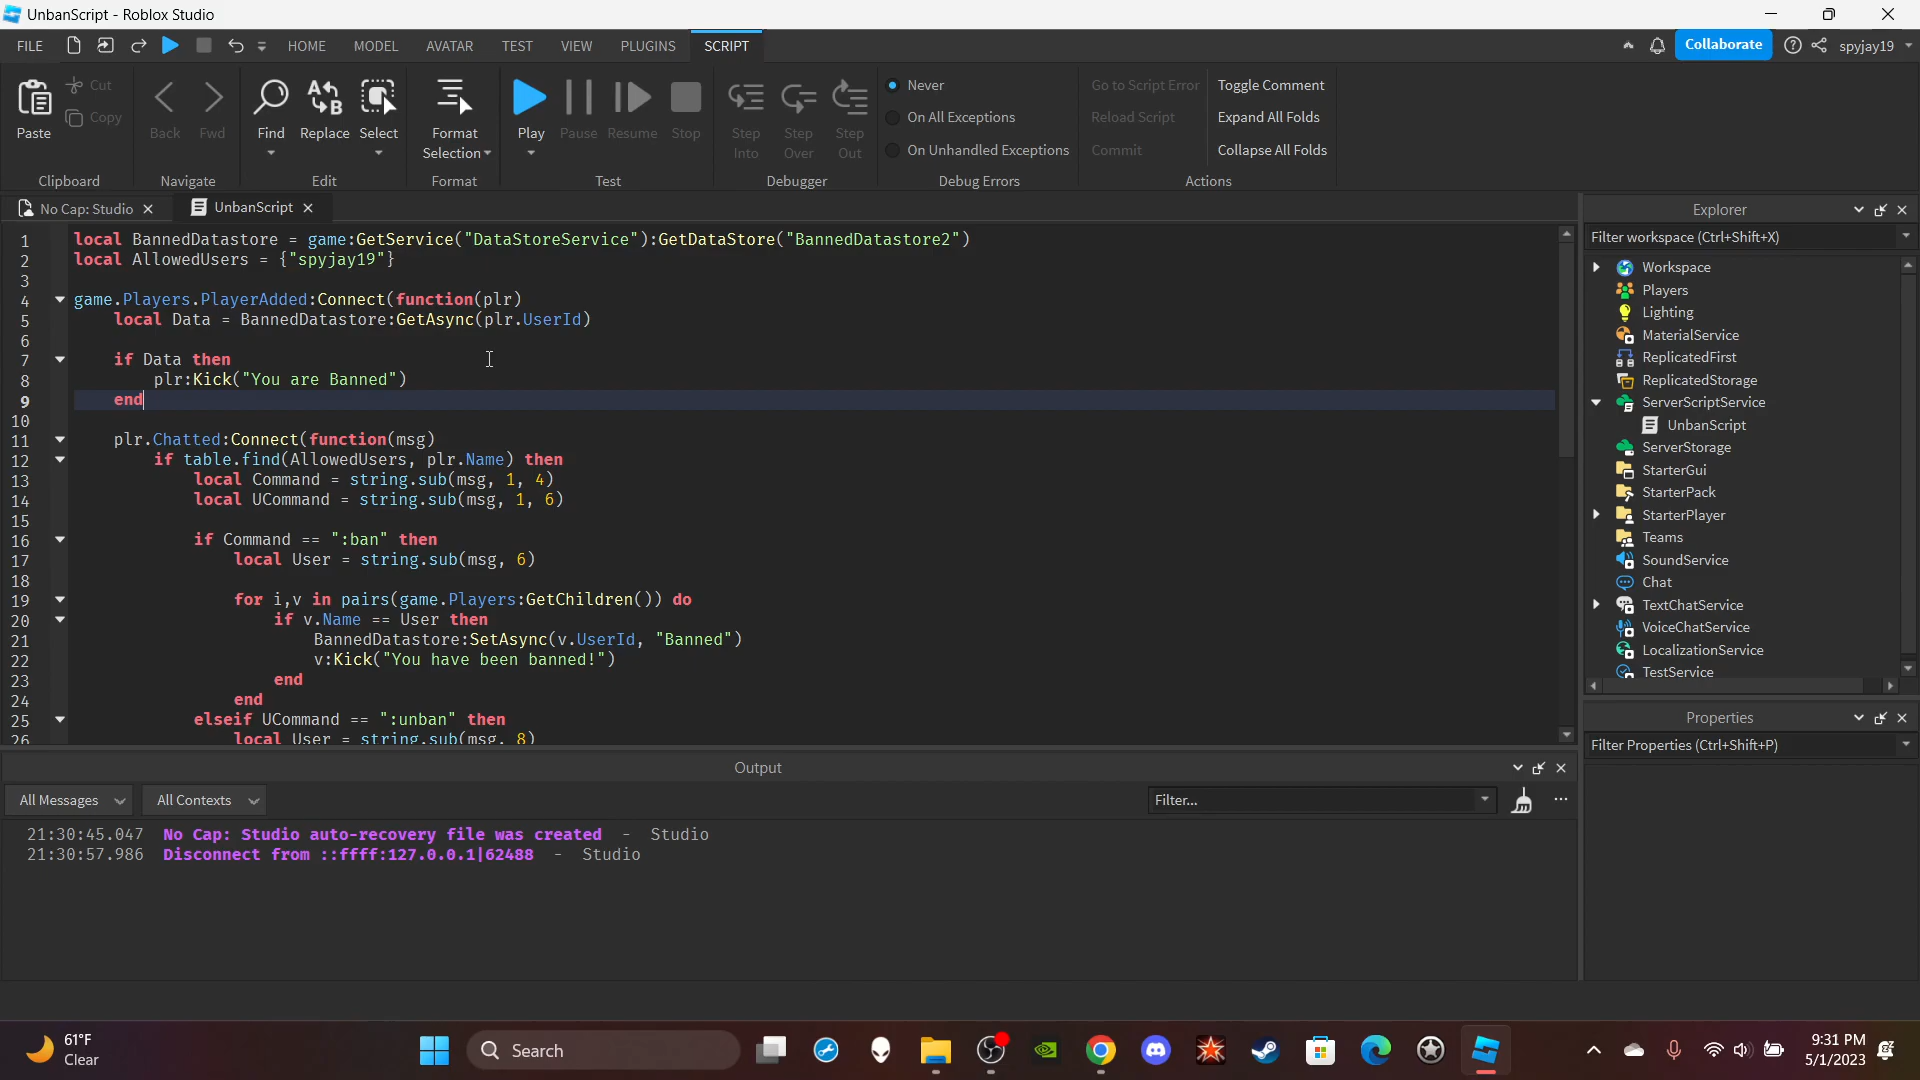 UnbanScript - Roblox Studio
FILE HOME MODEL AVATAR TEST VIEW PLUGINS SCRIPT Collaborate spyjay19
Cut
Copy
Paste
Clipboard
Back Fwd
Navigate
Find Replace Select
Edit
Format
Selection
Format
Play Pause Resume Stop
Test
Step Into
Step Over
Step Out
Debugger
Never
On All Exceptions
On Unhandled Exceptions
Debug Errors
Go to Script Error
Reload Script
Commit
Toggle Comment
Expand All Folds
Collapse All Folds
Actions
No Cap: Studio UnbanScript
1 local BannedDatastore = game:GetService("DataStoreService"):GetDataStore("BannedDatastore2")
2 local AllowedUsers = {"spyjay19"}
3
4 game.Players.PlayerAdded:Connect(function(plr)
5 local Data = BannedDatastore:GetAsync(plr.UserId)
6
7 if Data then
8 plr:Kick("You are Banned")
9 end
10
11 plr.Chatted:Connect(function(msg)
12 if table.find(AllowedUsers, plr.Name) then
13 local Command = string.sub(msg, 1, 4)
14 local UCommand = string.sub(msg, 1, 6)
15
16 if Command == ":ban" then
17 local User = string.sub(msg, 6)
18
19 for i,v in pairs(game.Players:GetChildren()) do
20 if v.Name == User then
21 BannedDatastore:SetAsync(v.UserId, "Banned")
22 v:Kick("You have been banned!")
23 end
24 end
25 elseif UCommand == ":unban" then
26 local User = string.sub(msg, 8)
Explorer
Filter workspace (Ctrl+Shift+X)
Workspace
Players
Lighting
MaterialService
ReplicatedFirst
ReplicatedStorage
ServerScriptService
UnbanScript
ServerStorage
StarterGui
StarterPack
StarterPlayer
Teams
SoundService
Chat
TextChatService
VoiceChatService
LocalizationService
TestService
Properties
Filter Properties (Ctrl+Shift+P)
Output
All Messages All Contexts Filter...
21:30:45.047 No Cap: Studio auto-recovery file was created - Studio
21:30:57.986 Disconnect from ::ffff:127.0.0.1|62488 - Studio
61°F
Clear
Search
9:31 PM
5/1/2023